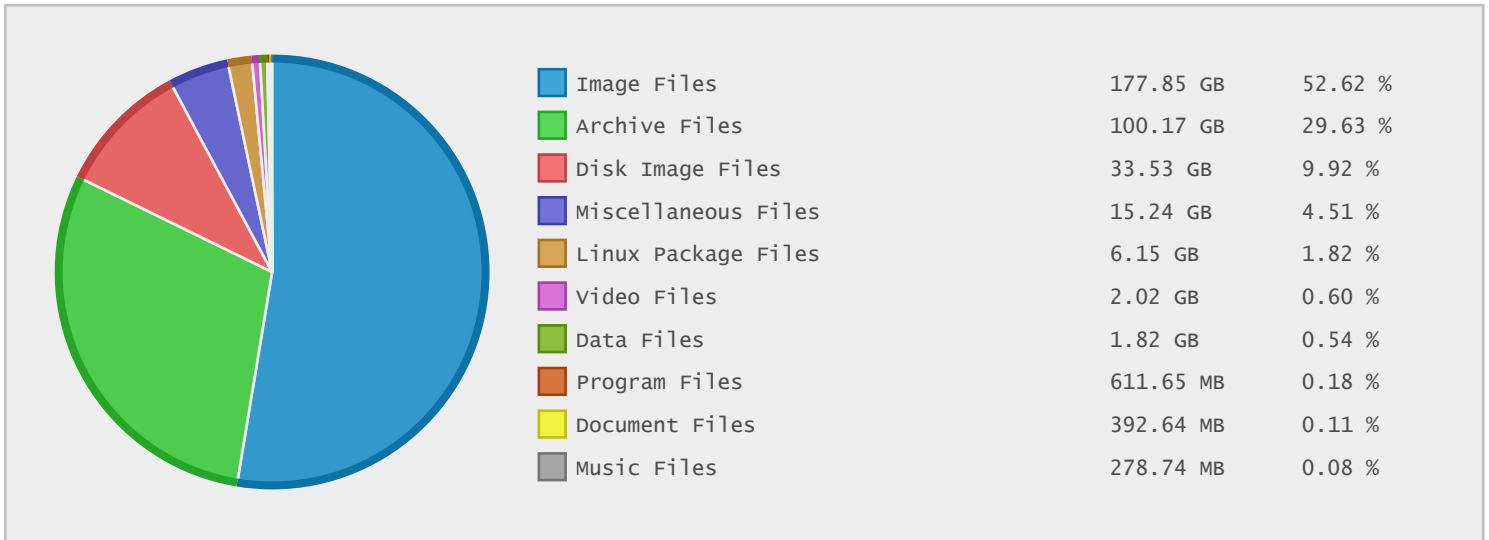 Image Files 177.85 GB 52.62 %
Archive Files 100.17 GB 29.63 %
Disk Image Files 33.53 GB 9.92 %
Miscellaneous Files 15.24 GB 4.51 %
Linux Package Files 6.15 GB 1.82 %
Video Files 2.02 GB 0.60 %
Data Files 1.82 GB 0.54 %
Program Files 611.65 MB 0.18 %
Document Files 392.64 MB 0.11 %
Music Files 278.74 MB 0.08 %